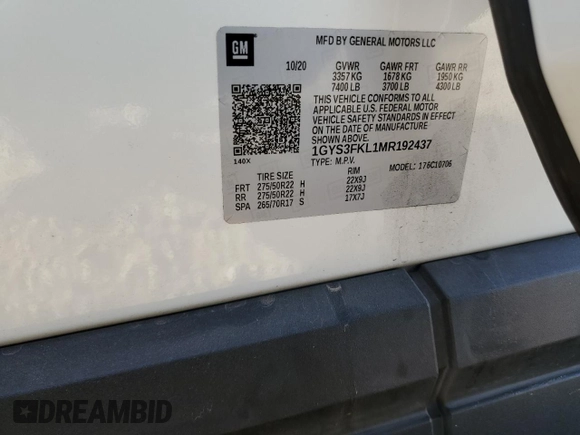 GM
MFD BY GENERAL MOTORS LLC
10/20 GVWR GAWR FRT GAWR RR
3357 KG 1678 KG 1950 KG
7400 LB 3700 LB 4300 LB
THIS VEHICLE CONFORMS TO ALL
APPLICABLE U.S. FEDERAL MOTOR
VEHICLE SAFETY STANDARDS IN EFFECT
ON THE DATE OF MANUFACTURE
SHOWN ABOVE.
1GYS3FKL1MR192437
TYPE: M.P.V.
140X
MODEL: 176C10706
TIRE SIZE RIM
FRT 275/50R22 H 22X9J
RR 275/50R22 H 22X9J
SPA 265/70R17 S 17X7J
DREAMBID